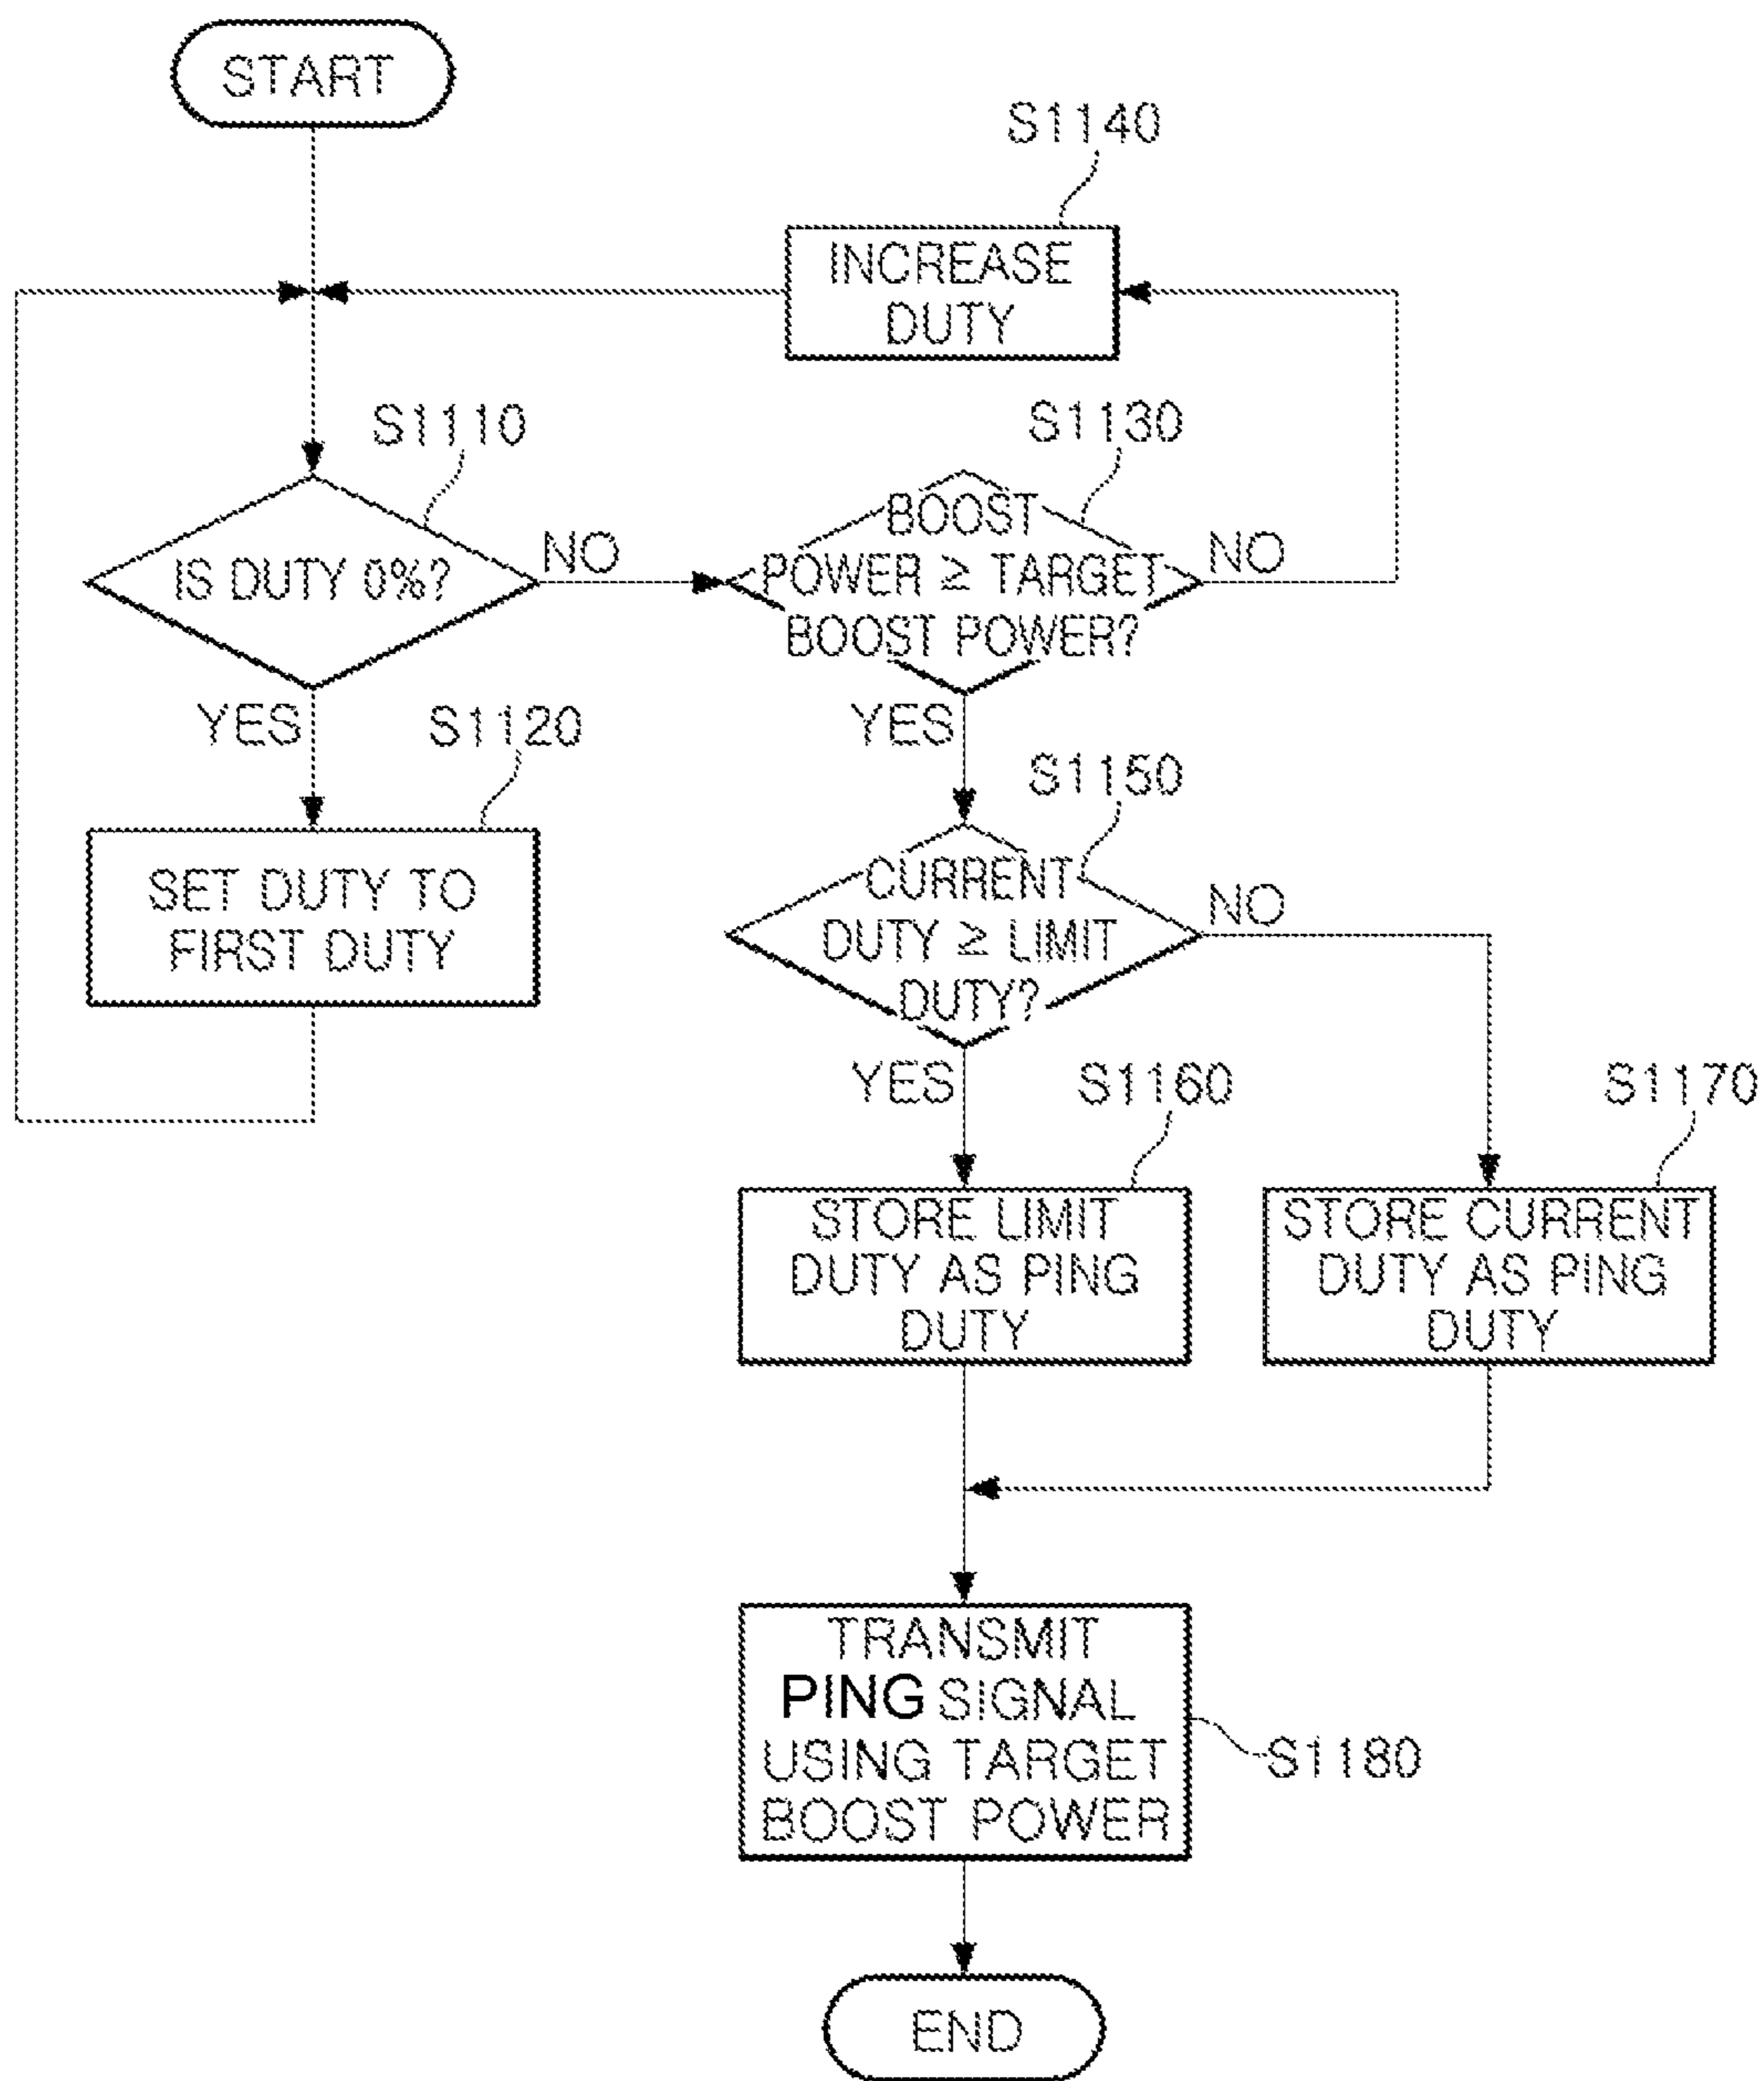 START
S1140
INCREASE
DUTY
S1110
IS DUTY 0%?
NO
S1130
BOOST
POWER ≥ TARGET
BOOST POWER?
NO
YES
S1120
SET DUTY TO
FIRST DUTY
YES
S1150
CURRENT
DUTY ≥ LIMIT
DUTY?
NO
YES
S1160
STORE LIMIT
DUTY AS PING
DUTY
S1170
STORE CURRENT
DUTY AS PING
DUTY
TRANSMIT
PING SIGNAL
USING TARGET
BOOST POWER
S1180
END